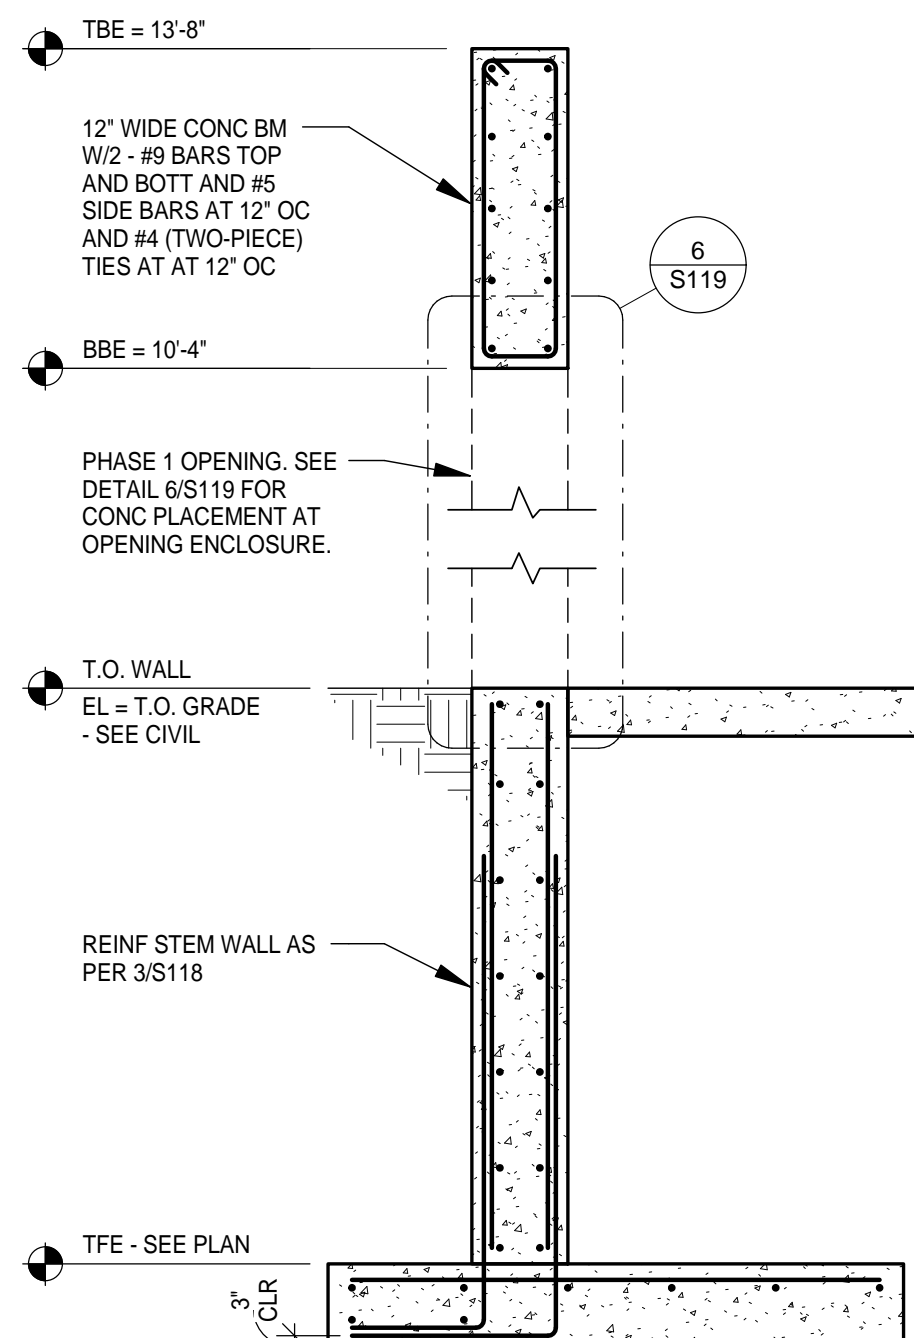 TBE = 13'-8"
12" WIDE CONC BM
W/2 - #9 BARS TOP
AND BOTT AND #5
SIDE BARS AT 12" OC
AND #4 (TWO-PIECE)
TIES AT AT 12" OC
6
S119
BBE = 10'-4"
PHASE 1 OPENING. SEE
DETAIL 6/S119 FOR
CONC PLACEMENT AT
OPENING ENCLOSURE.
T.O. WALL
EL = T.O. GRADE
- SEE CIVIL
REINF STEM WALL AS
PER 3/S118
TFE - SEE PLAN
3"
CLR